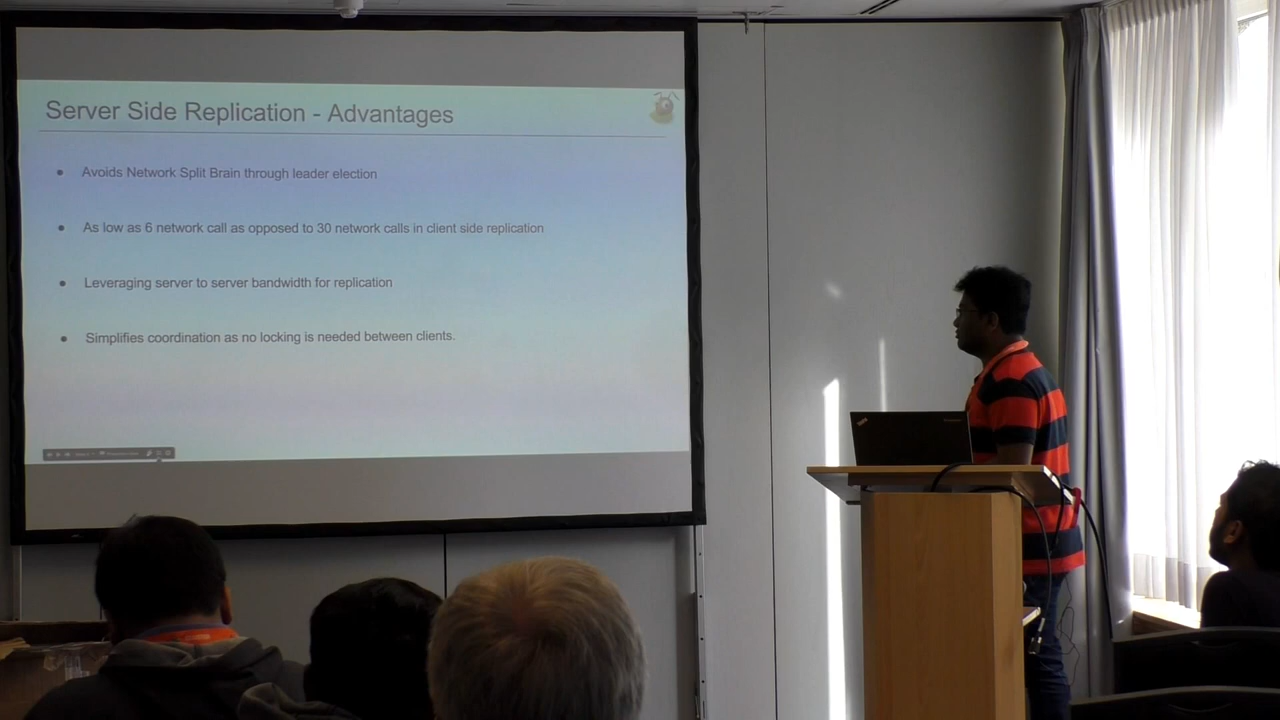 Server Side Replication - Advantages
● Avoids Network Split Brain through leader election
● As low as 6 network call as opposed to 30 network calls in client side replication
● Leveraging server to server bandwidth for replication
● Simplifies coordination as no locking is needed between clients.